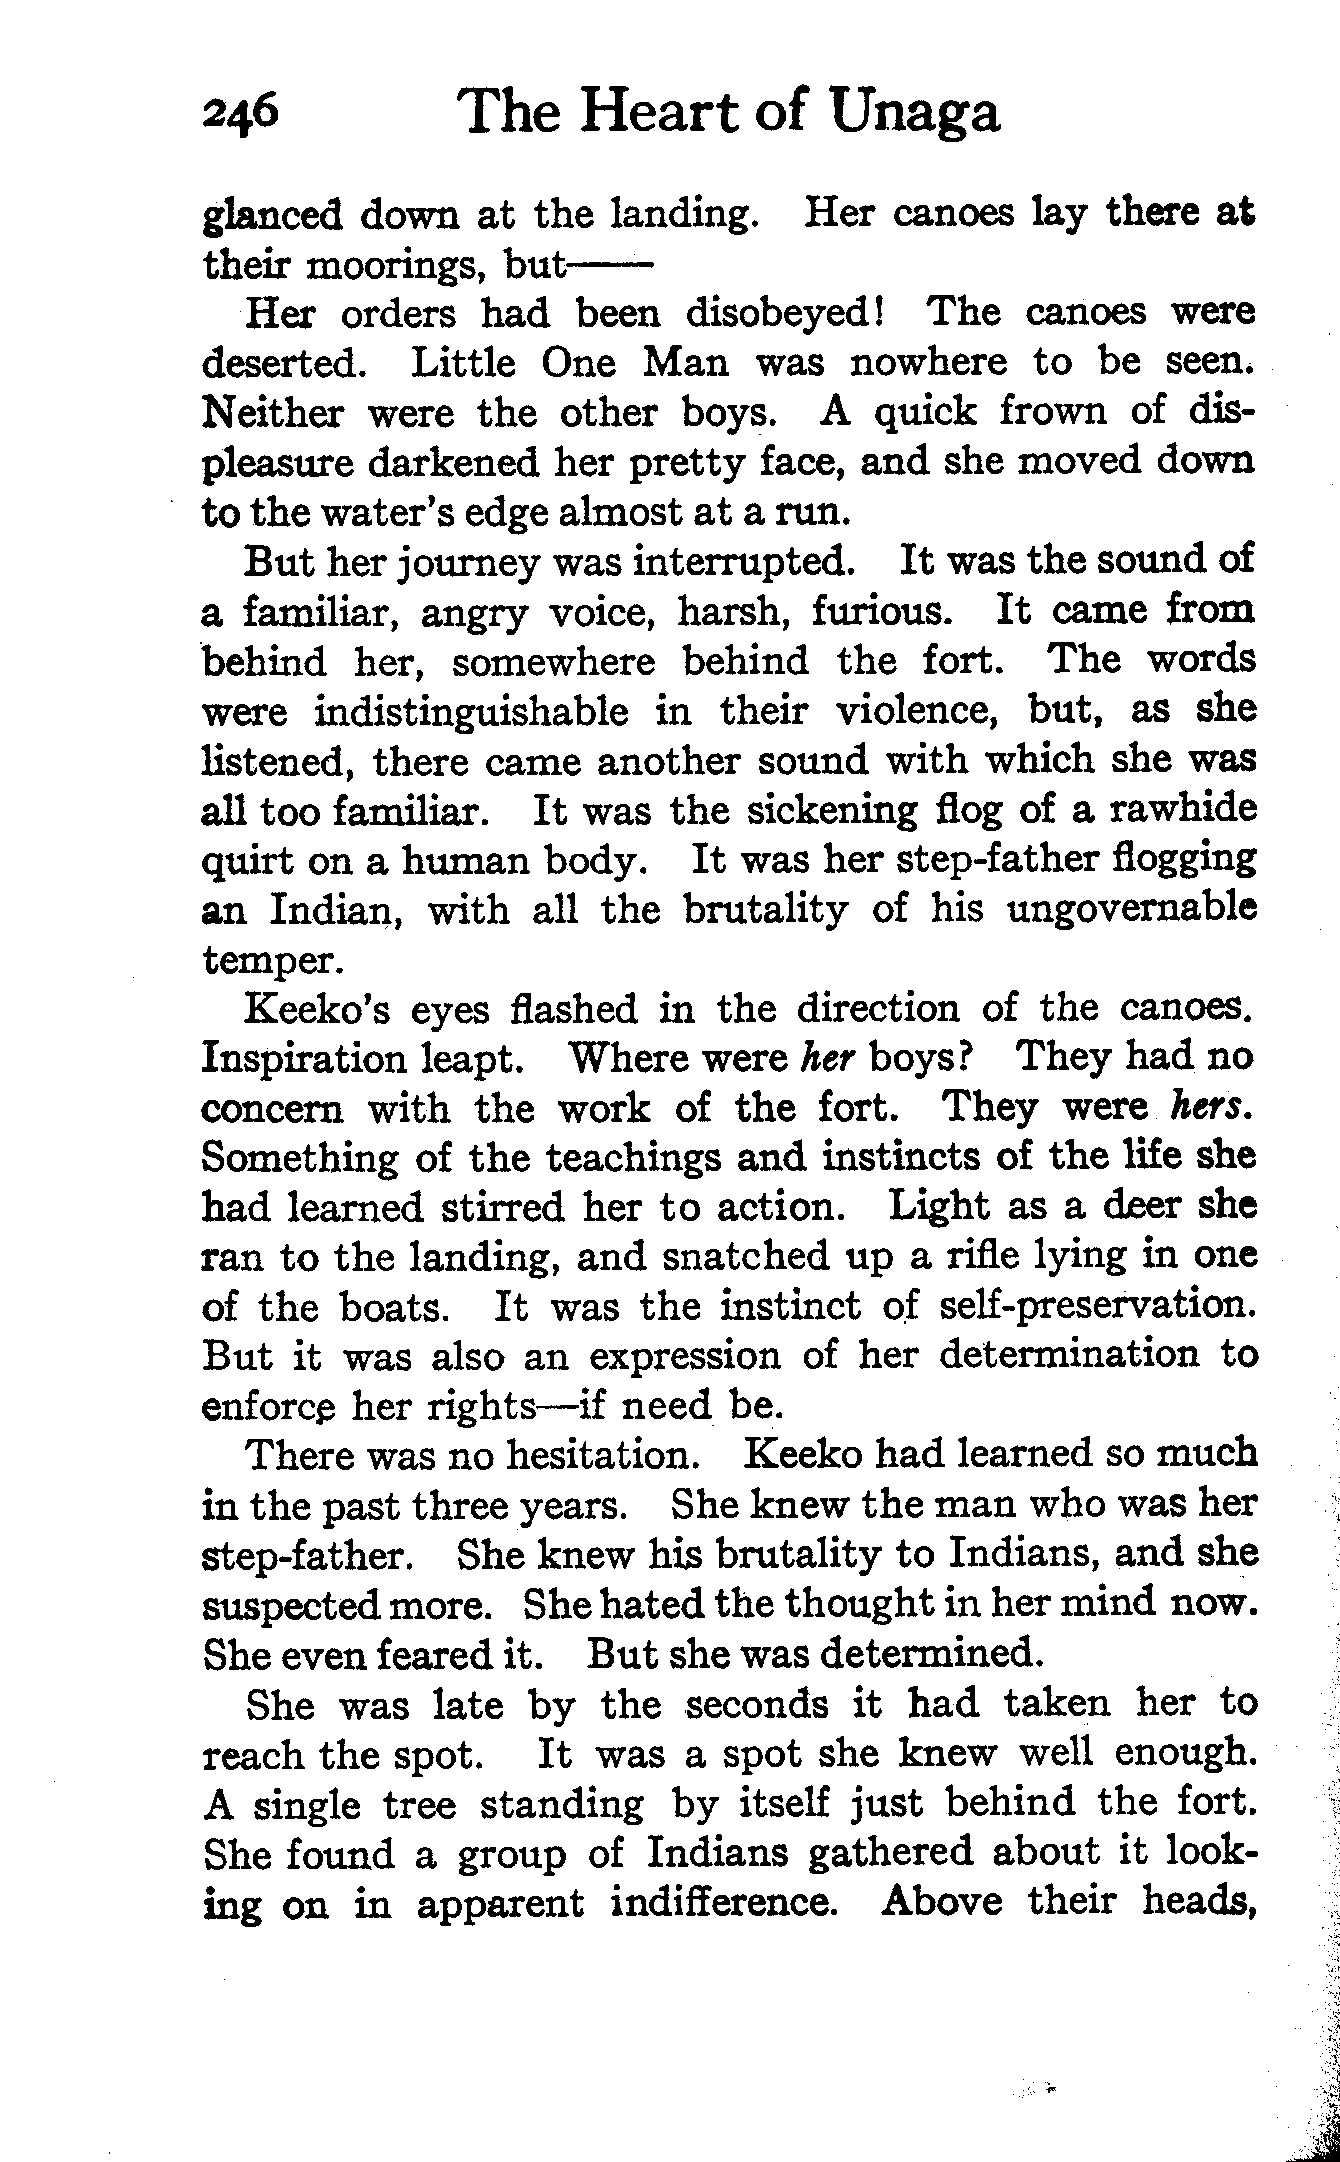 246 The Heart of Unaga
glanced down at the landing. Her canoes lay there at
their moorings, but——
Her orders had been disobeyed! The canoes were
deserted. Little One Man was nowhere to be seen.
Neither were the other boys. A quick frown of dis-
pleasure darkened her pretty face, and she moved down
to the water's edge almost at a run.
But her journey was interrupted. It was the sound of
a familiar, angry voice, harsh, furious. It came from
behind her, somewhere behind the fort. The words
were indistinguishable in their violence, but, as she
listened, there came another sound with which she was
all too familiar. It was the sickening flog of a rawhide
quirt on a human body. It was her step-father flogging
an Indian, with all the brutality of his ungovernable
temper.
Keeko's eyes flashed in the direction of the canoes.
Inspiration leapt. Where were her boys? They had no
concern with the work of the fort. They were hers.
Something of the teachings and instincts of the life she
had learned stirred her to action. Light as a deer she
ran to the landing, and snatched up a rifle lying in one
of the boats. It was the instinct of self-preservation.
But it was also an expression of her determination to
enforce her rights—if need be.
There was no hesitation. Keeko had learned so much
in the past three years. She knew the man who was her
step-father. She knew his brutality to Indians, and she
suspected more. She hated the thought in her mind now.
She even feared it. But she was determined.
She was late by the seconds it had taken her to
reach the spot. It was a spot she knew well enough.
A single tree standing by itself just behind the fort.
She found a group of Indians gathered about it look-
ing on in apparent indifference. Above their heads,